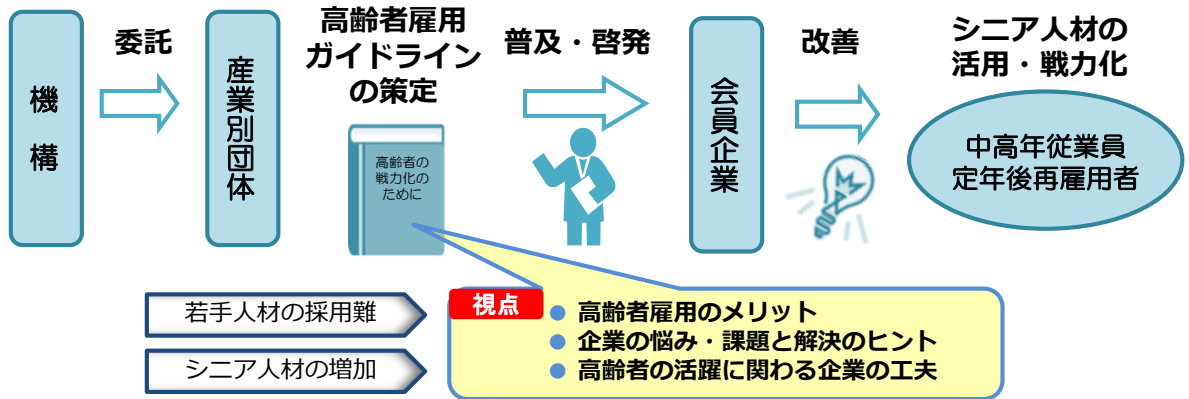 機構
委託
産業別団体
高齢者雇用
ガイドライン
の策定
高齢者の
戦力化の
ために
普及・啓発
会員企業
改善
シニア人材の
活用・戦力化
中高年従業員
定年後再雇用者
若手人材の採用難
シニア人材の増加
視点
● 高齢者雇用のメリット
● 企業の悩み・課題と解決のヒント
● 高齢者の活躍に関わる企業の工夫